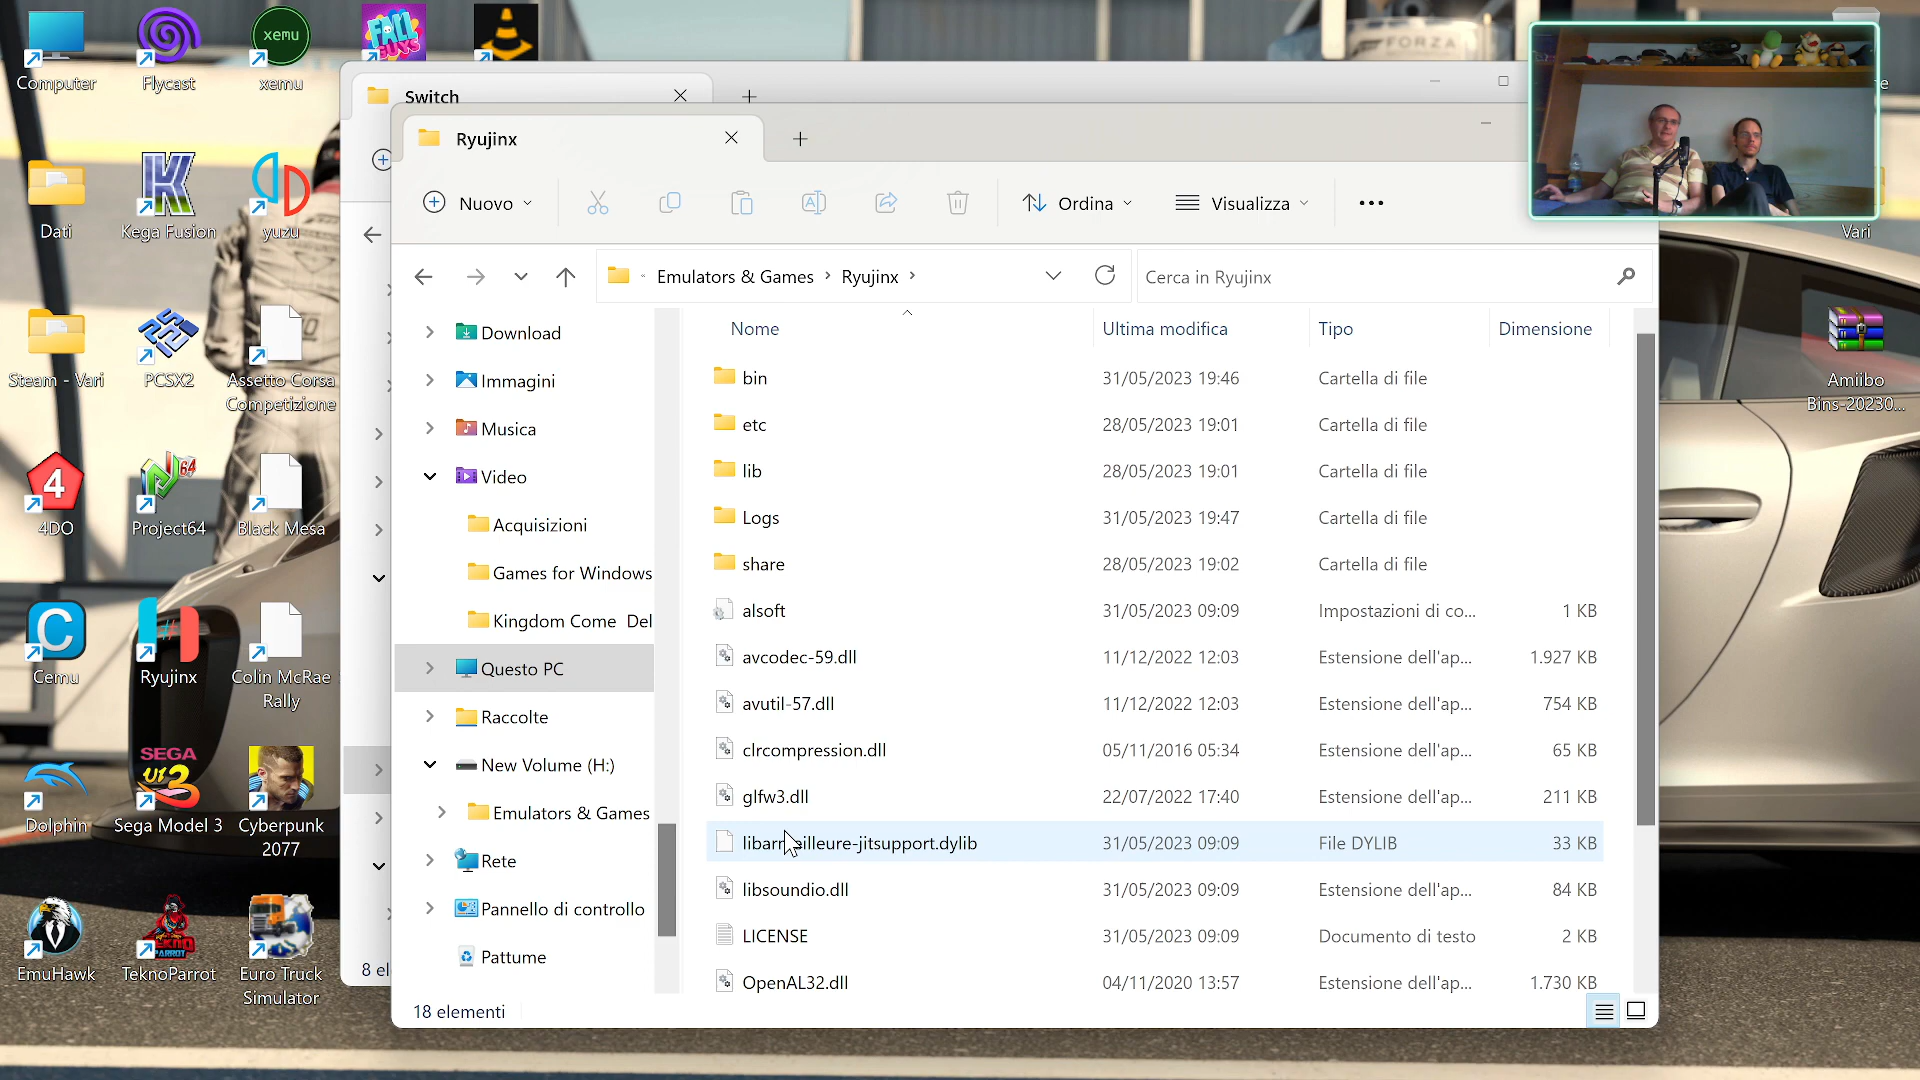 Computer
Flycast
xemu
xemu
FALL GUYS
FORZA
Switch
Ryujinx
Nuovo
Ordina
Visualizza
Emulators & Games
Ryujinx
Cerca in Ryujinx
Dati
Kega Fusion
yuzu
Vari
Download
Immagini
Musica
Video
Acquisizioni
Games for Windows
Kingdom Come Del
Questo PC
Raccolte
New Volume (H:)
Emulators & Games
Rete
Pannello di controllo
Pattume
Nome Ultima modifica Tipo Dimensione
bin 31/05/2023 19:46 Cartella di file
etc 28/05/2023 19:01 Cartella di file
lib 28/05/2023 19:01 Cartella di file
Logs 31/05/2023 19:47 Cartella di file
share 28/05/2023 19:02 Cartella di file
alsoft 31/05/2023 09:09 Impostazioni di co... 1 KB
avcodec-59.dll 11/12/2022 12:03 Estensione dell'ap... 1.927 KB
avutil-57.dll 11/12/2022 12:03 Estensione dell'ap... 754 KB
clrcompression.dll 05/11/2016 05:34 Estensione dell'ap... 65 KB
glfw3.dll 22/07/2022 17:40 Estensione dell'ap... 211 KB
libarmeilleure-jitsupport.dylib 31/05/2023 09:09 File DYLIB 33 KB
libsoundio.dll 31/05/2023 09:09 Estensione dell'ap... 84 KB
LICENSE 31/05/2023 09:09 Documento di testo 2 KB
OpenAL32.dll 04/11/2020 13:57 Estensione dell'ap... 1.730 KB
18 elementi
8 el
Steam - Vari
PCSX2
Assetto Corsa
Competizione
Amiibo
Bins-20230...
4
4DO
64
Project64
Black Mesa
Cemu
Ryujinx
Colin McRae
Rally
Dolphin
SEGA
3
Sega Model 3
Cyberpunk
2077
EmuHawk
TEKNO
PARROT
TeknoParrot
Euro Truck
Simulator